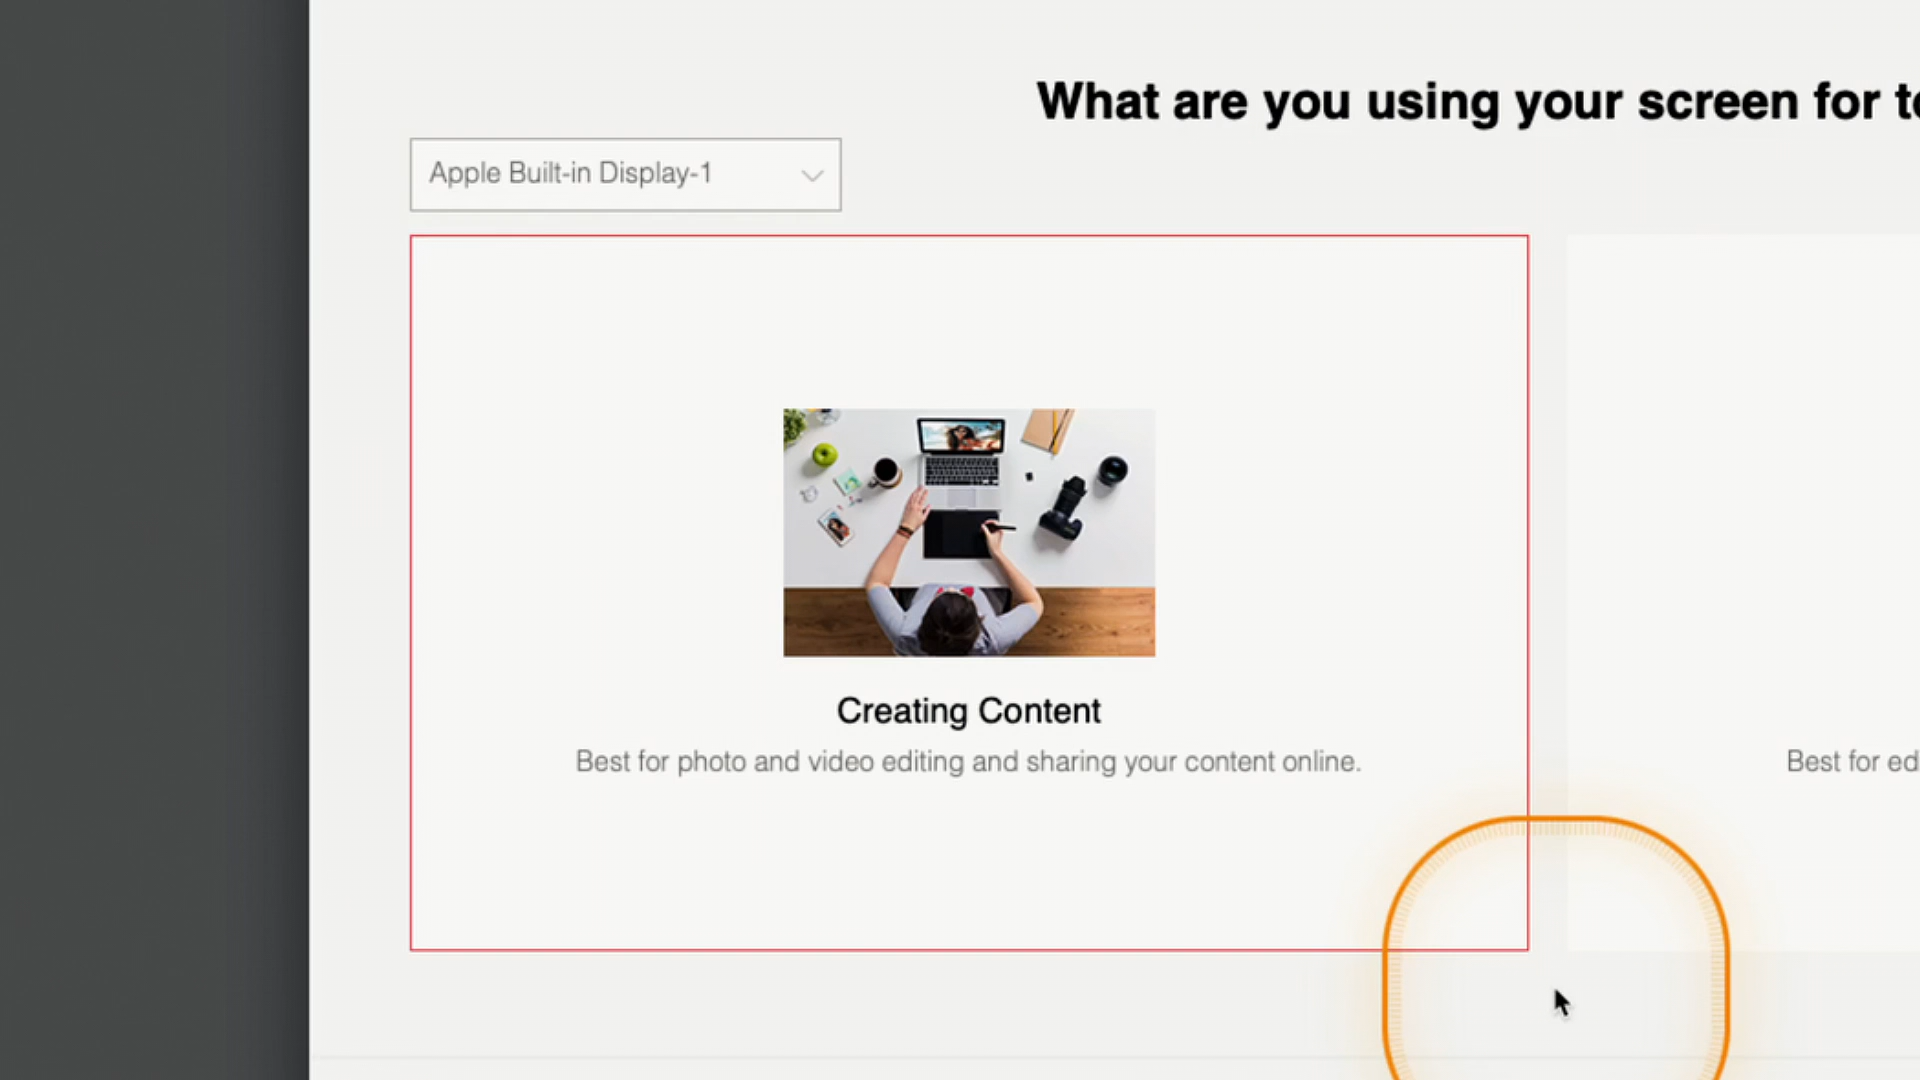 What are you using your screen for
Apple Built-in Display-1
Creating Content
Best for photo and video editing and sharing your content online.
Best for